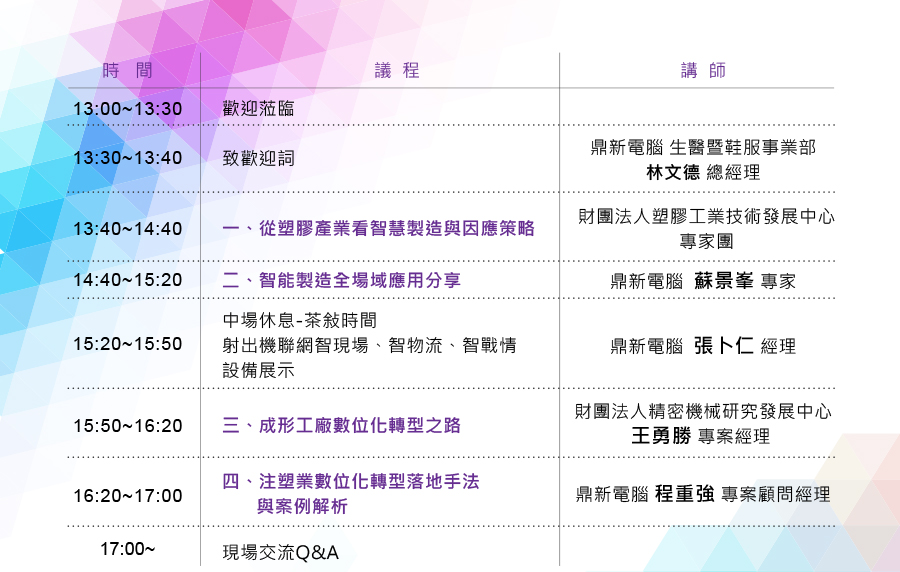 時 間 議 程 講 師
13:00~13:30 歡迎蒞臨
13:30~13:40 致歡迎詞 鼎新電腦 生醫暨鞋服事業部
林文德 總經理
13:40~14:40 一、從塑膠產業看智慧製造與因應策略 財團法人塑膠工業技術發展中心
專家團
14:40~15:20 二、智能製造全場域應用分享 鼎新電腦 蘇景峯 專家
15:20~15:50 中場休息-茶敍時間
射出機聯網智現場、智物流、智戰情
設備展示
鼎新電腦 張卜仁 經理
15:50~16:20 三、成形工廠數位化轉型之路 財團法人精密機械研究發展中心
王勇勝 專案經理
16:20~17:00 四、注塑業數位化轉型落地手法
與案例解析
鼎新電腦 程重強 專案顧問經理
17:00~ 現場交流Q&A